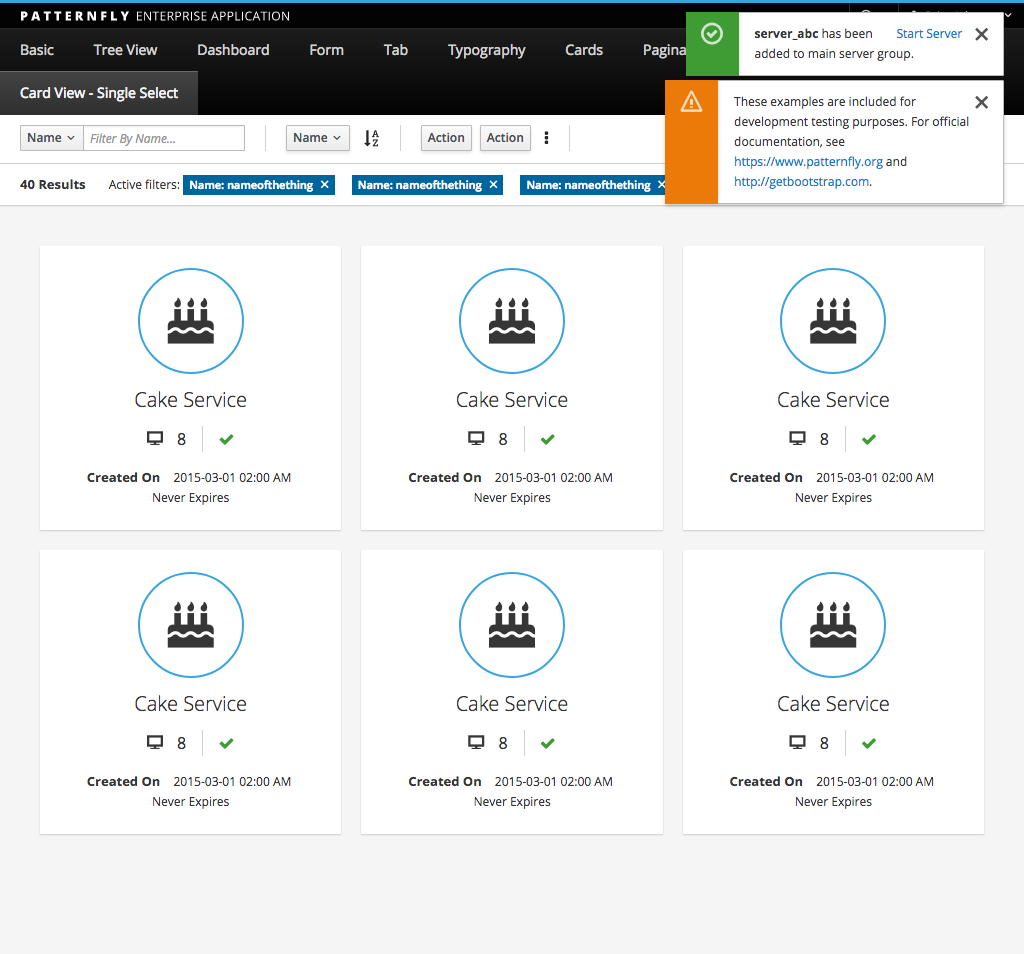 PATTERNFLY ENTERPRISE APPLICATION
Basic Tree View Dashboard Form Tab Typography Cards
server_abc has been Start Server
added to main server group.
Card View - Single Select
These examples are included for
development testing purposes. For official
documentation, see
https://www.patternfly.org and
http://getbootstrap.com.
Name Filter By Name... Name Action Action
40 Results Active filters: Name: nameofthething Name: nameofthething Name: nameofthething
Cake Service Cake Service Cake Service
8 8 8
Created On 2015-03-01 02:00 AM Created On 2015-03-01 02:00 AM Created On 2015-03-01 02:00 AM
Never Expires Never Expires Never Expires
Cake Service Cake Service Cake Service
8 8 8
Created On 2015-03-01 02:00 AM Created On 2015-03-01 02:00 AM Created On 2015-03-01 02:00 AM
Never Expires Never Expires Never Expires